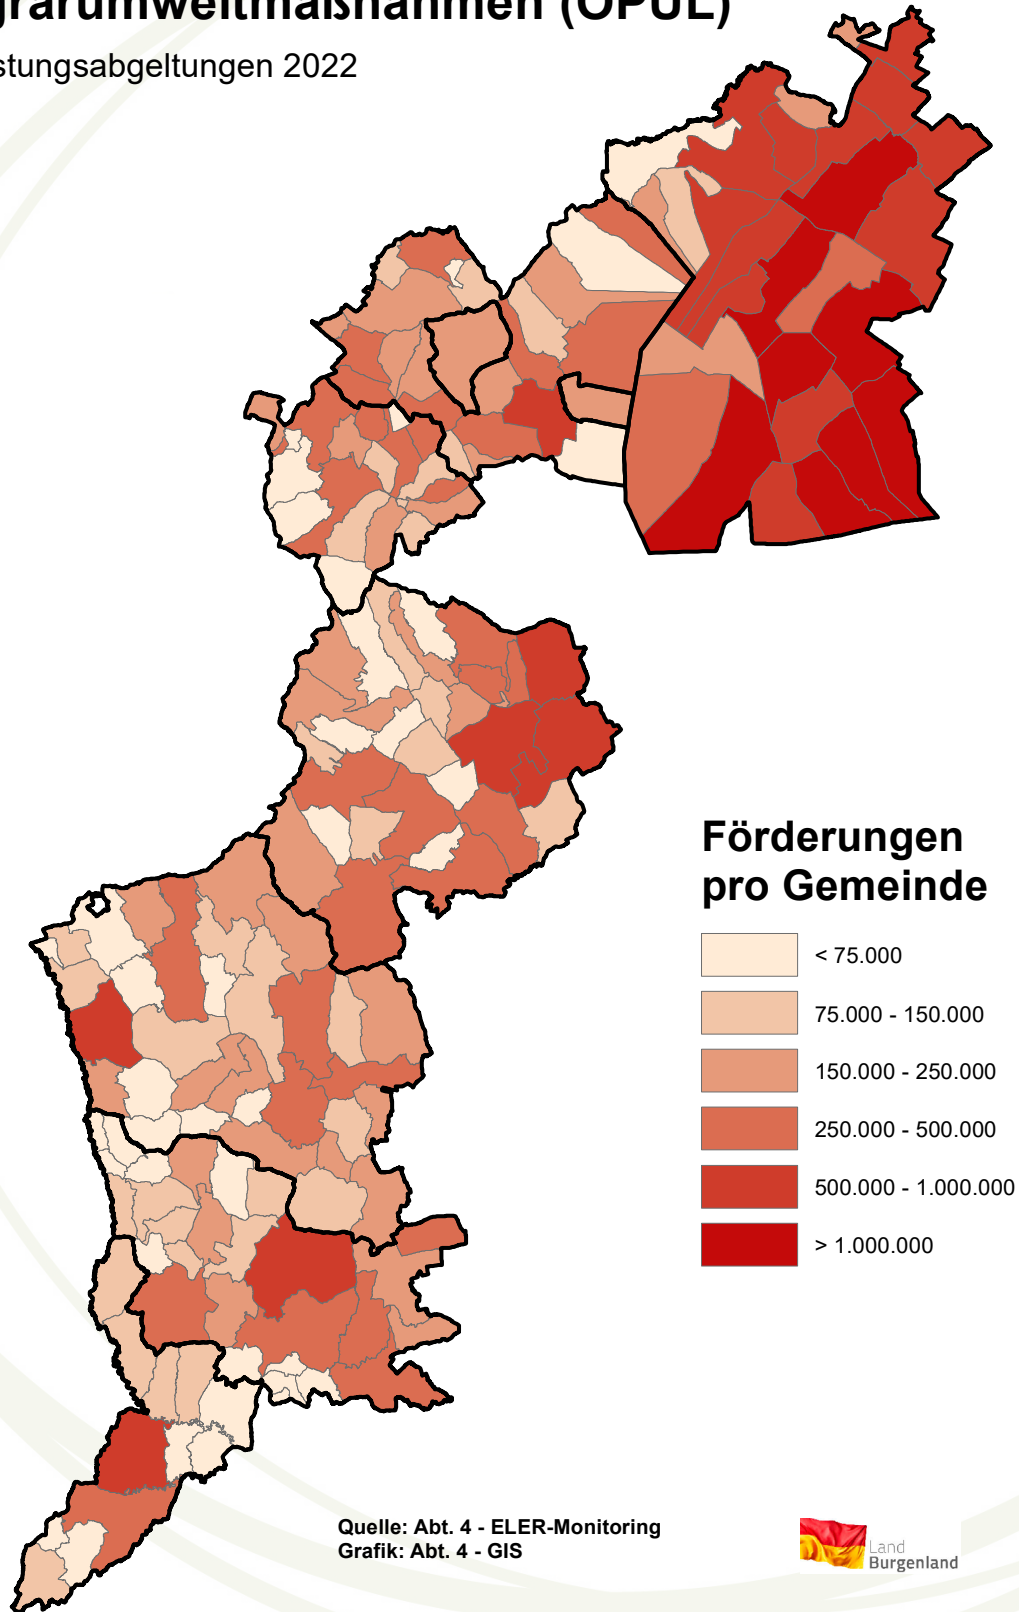 grarumweltmaßnahmen (ÖPUL)
stungsabgeltungen 2022
Förderungen
pro Gemeinde
< 75.000
75.000 - 150.000
150.000 - 250.000
250.000 - 500.000
500.000 - 1.000.000
> 1.000.000
Quelle: Abt. 4 - ELER-Monitoring
Grafik: Abt. 4 - GIS
Land
Burgenland